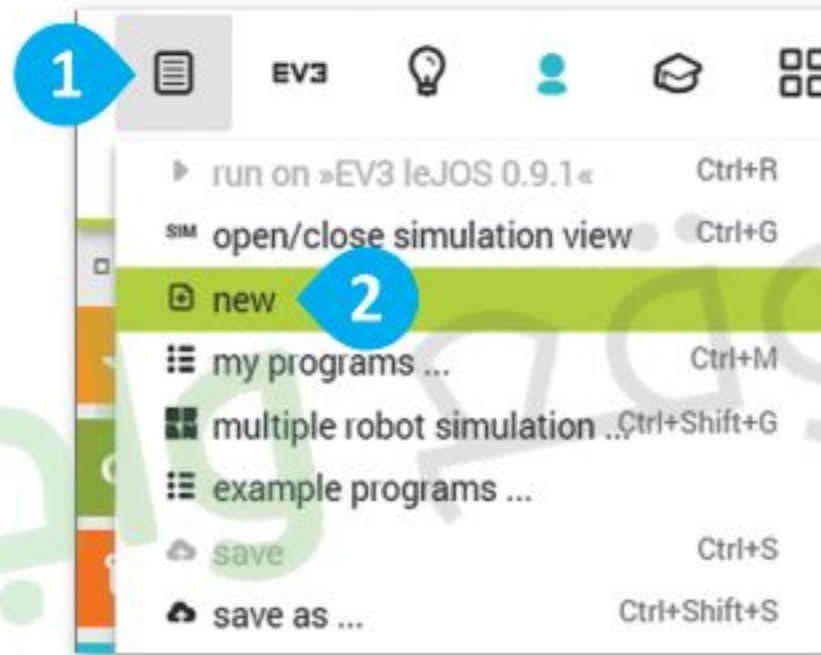 1
EV3
run on »EV3 leJOS 0.9.1« Ctrl+R
SIM open/close simulation view Ctrl+G
new 2
my programs ... Ctrl+M
multiple robot simulation ... Ctrl+Shift+G
example programs ...
save Ctrl+S
save as ... Ctrl+Shift+S